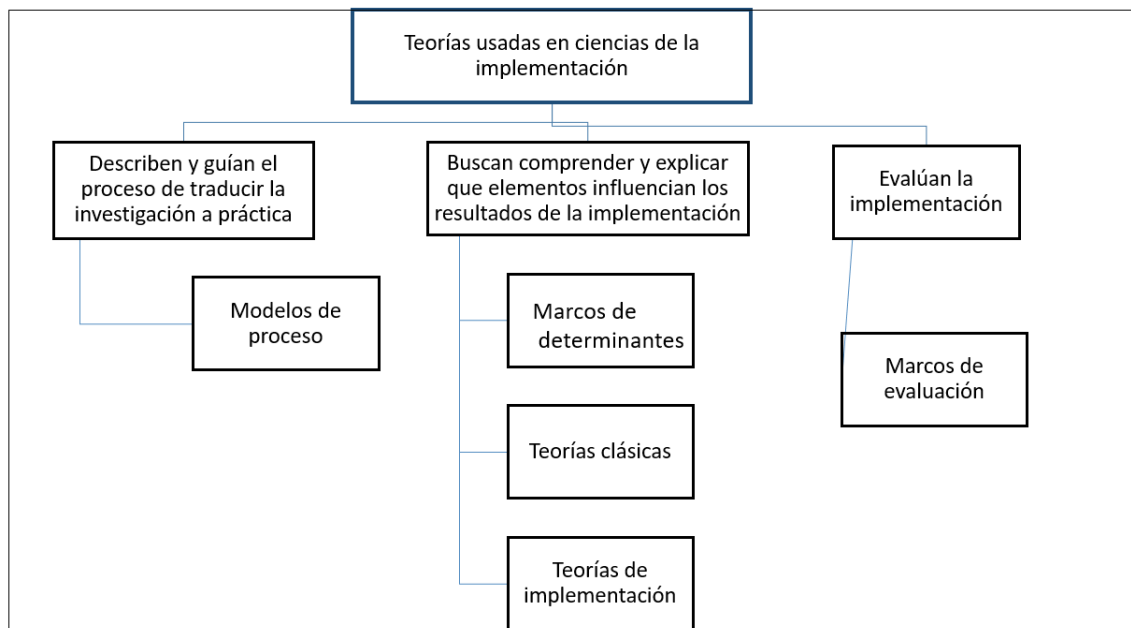 Teorías usadas en ciencias de la
implementación
Describen y guían el
proceso de traducir la
investigación a práctica
Buscan comprender y explicar
que elementos influencian los
resultados de la implementación
Evalúan la
implementación
Modelos de
proceso
Marcos de
determinantes
Teorías clásicas
Teorías de
implementación
Marcos de
evaluación